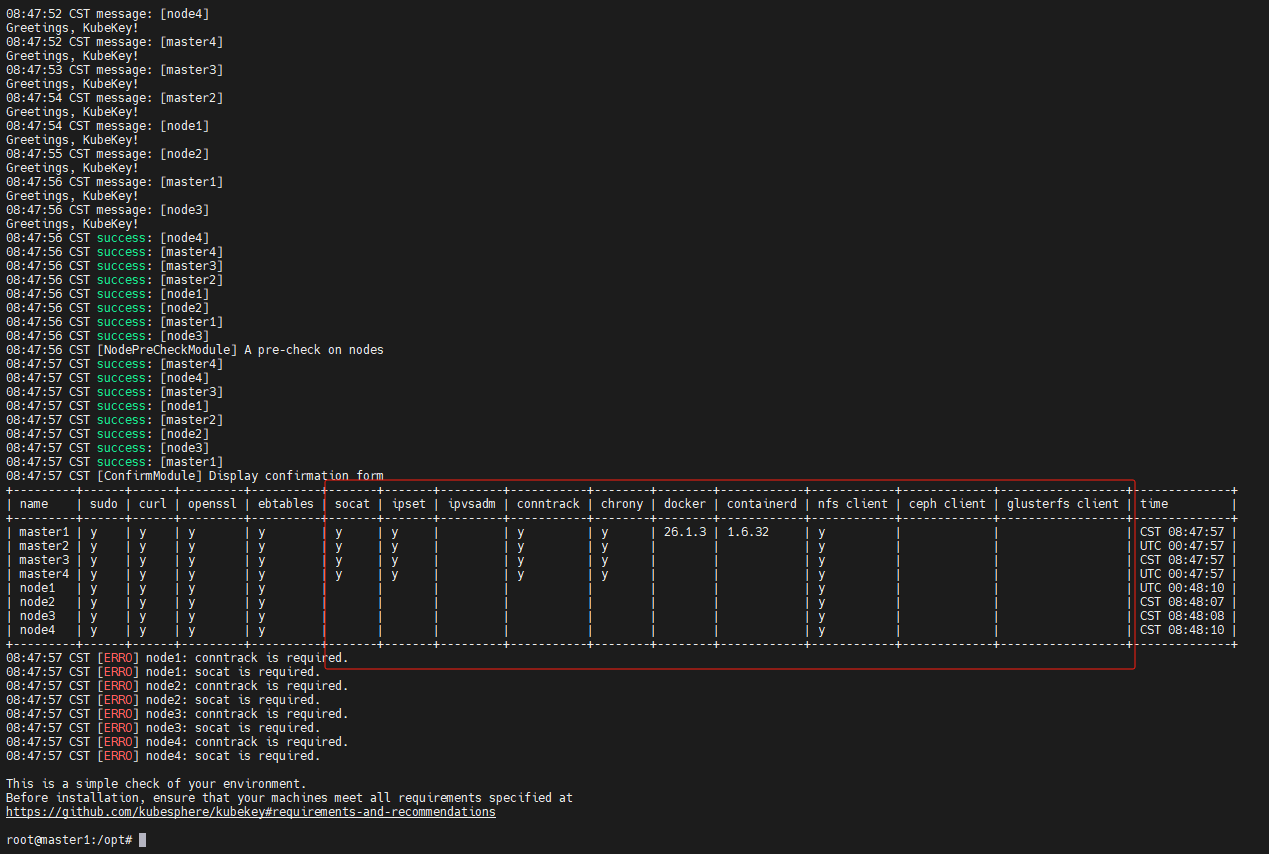 08:47:52 CST message: [node4]
Greetings, KubeKey!
08:47:52 CST message: [master4]
Greetings, KubeKey!
08:47:53 CST message: [master3]
Greetings, KubeKey!
08:47:54 CST message: [master2]
Greetings, KubeKey!
08:47:54 CST message: [node1]
Greetings, KubeKey!
08:47:55 CST message: [node2]
Greetings, KubeKey!
08:47:56 CST message: [master1]
Greetings, KubeKey!
08:47:56 CST message: [node3]
Greetings, KubeKey!
08:47:56 CST success: [node4]
08:47:56 CST success: [master4]
08:47:56 CST success: [master3]
08:47:56 CST success: [master2]
08:47:56 CST success: [node1]
08:47:56 CST success: [node2]
08:47:56 CST success: [master1]
08:47:56 CST success: [node3]
08:47:56 CST [NodePreCheckModule] A pre-check on nodes
08:47:57 CST success: [master4]
08:47:57 CST success: [node4]
08:47:57 CST success: [master3]
08:47:57 CST success: [node1]
08:47:57 CST success: [master2]
08:47:57 CST success: [node2]
08:47:57 CST success: [node3]
08:47:57 CST success: [master1]
08:47:57 CST [ConfirmModule] Display confirmation form
+---------+------+------+---------+----------+-------+-------+---------+-----------+--------+--------+------------+------------+-------------+------------------+--------------+
| name    | sudo | curl | openssl | ebtables | socat | ipset | ipvsadm | conntrack | chrony | docker | containerd | nfs client | ceph client | glusterfs client | time         |
+---------+------+------+---------+----------+-------+-------+---------+-----------+--------+--------+------------+------------+-------------+------------------+--------------+
| master1 | y    | y    | y       | y        | y     | y     |         | y         | y      | 26.1.3 | 1.6.32     | y          |             |                  | CST 08:47:57 |
| master2 | y    | y    | y       | y        | y     | y     |         | y         | y      |        |            | y          |             |                  | UTC 00:47:57 |
| master3 | y    | y    | y       | y        | y     | y     |         | y         | y      |        |            | y          |             |                  | CST 08:47:57 |
| master4 | y    | y    | y       | y        | y     | y     |         | y         | y      |        |            | y          |             |                  | UTC 00:47:57 |
| node1   | y    | y    | y       | y        |       |       |         |           |        |        |            | y          |             |                  | UTC 00:48:10 |
| node2   | y    | y    | y       | y        |       |       |         |           |        |        |            | y          |             |                  | CST 08:48:07 |
| node3   | y    | y    | y       | y        |       |       |         |           |        |        |            | y          |             |                  | CST 08:48:08 |
| node4   | y    | y    | y       | y        |       |       |         |           |        |        |            | y          |             |                  | CST 08:48:10 |
+---------+------+------+---------+----------+-------+-------+---------+-----------+--------+--------+------------+------------+-------------+------------------+--------------+
08:47:57 CST [ERRO] node1: conntrack is required.
08:47:57 CST [ERRO] node1: socat is required.
08:47:57 CST [ERRO] node2: conntrack is required.
08:47:57 CST [ERRO] node2: socat is required.
08:47:57 CST [ERRO] node3: conntrack is required.
08:47:57 CST [ERRO] node3: socat is required.
08:47:57 CST [ERRO] node4: conntrack is required.
08:47:57 CST [ERRO] node4: socat is required.
This is a simple check of your environment.
Before installation, ensure that your machines meet all requirements specified at
https://github.com/kubesphere/kubekey#requirements-and-recommendations
root@master1:/opt#